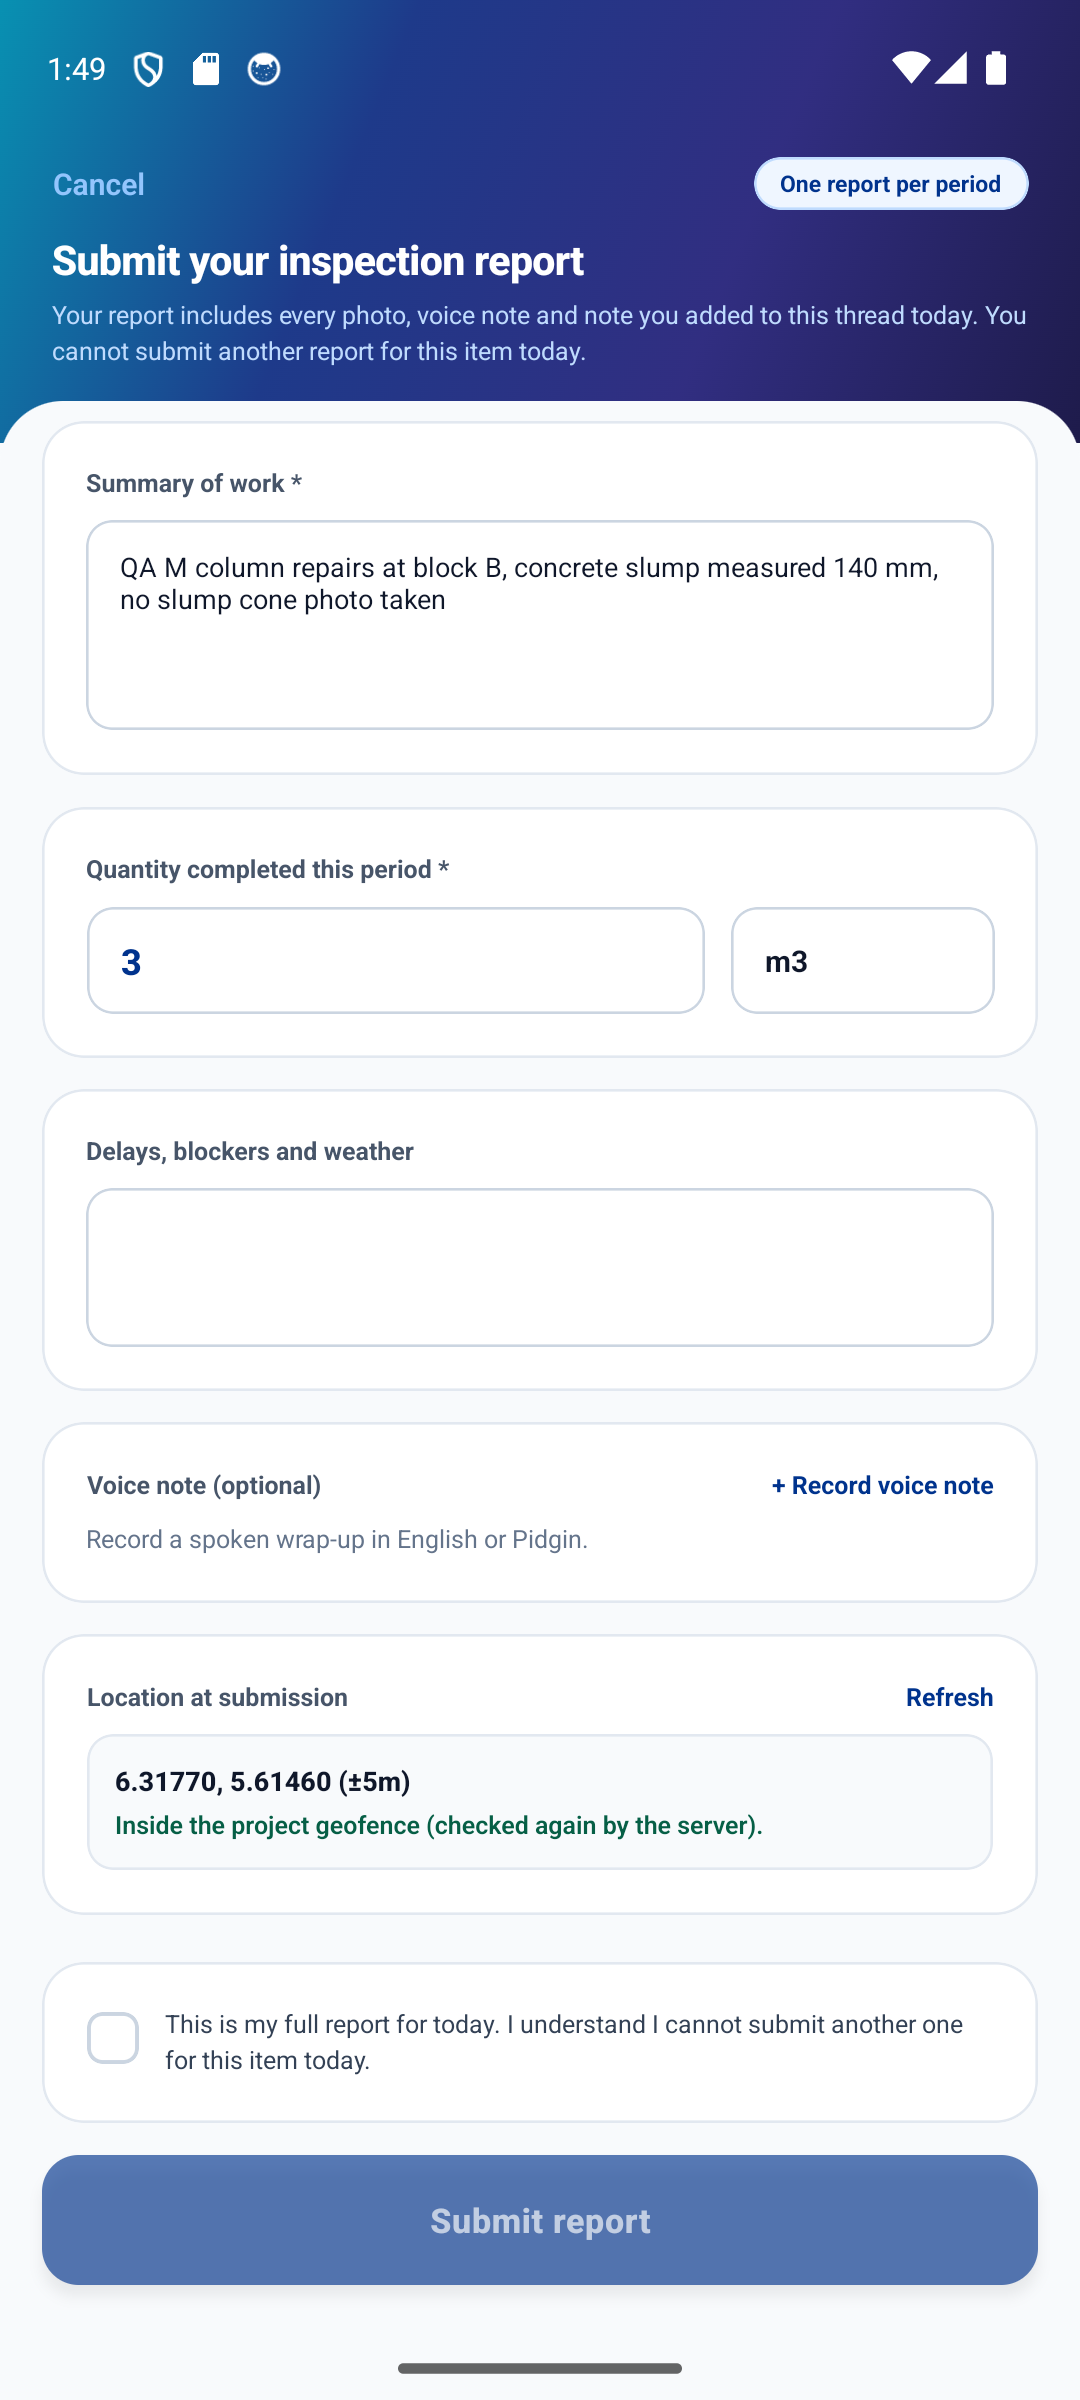 1:49
Cancel
One report per period
Submit your inspection report
Your report includes every photo, voice note and note you added to this thread today. You
cannot submit another report for this item today.
Summary of work *
QA M column repairs at block B, concrete slump measured 140 mm,
no slump cone photo taken
Quantity completed this period *
3
m3
Delays, blockers and weather
Voice note (optional)
+ Record voice note
Record a spoken wrap-up in English or Pidgin.
Location at submission
Refresh
6.31770, 5.61460 (±5m)
Inside the project geofence (checked again by the server).
This is my full report for today. I understand I cannot submit another one
for this item today.
Submit report